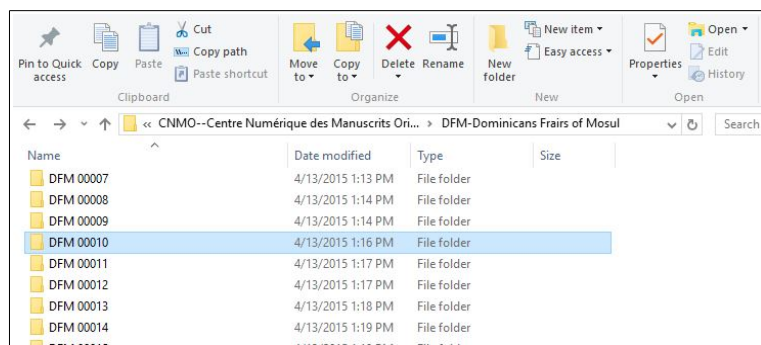 Cut
Copy path
Paste shortcut
Pin to Quick access
Copy
Paste
Clipboard
Move to
Copy to
Delete
Rename
Organize
New folder
New item
Easy access
New
Properties
Open
Edit
History
Open
« CNMO--Centre Numérique des Manuscrits Ori... > DFM-Dominicans Frairs of Mosul
Search
Name Date modified Type Size
DFM 00007 4/13/2015 1:13 PM File folder
DFM 00008 4/13/2015 1:14 PM File folder
DFM 00009 4/13/2015 1:14 PM File folder
DFM 00010 4/13/2015 1:16 PM File folder
DFM 00011 4/13/2015 1:17 PM File folder
DFM 00012 4/13/2015 1:17 PM File folder
DFM 00013 4/13/2015 1:18 PM File folder
DFM 00014 4/13/2015 1:19 PM File folder